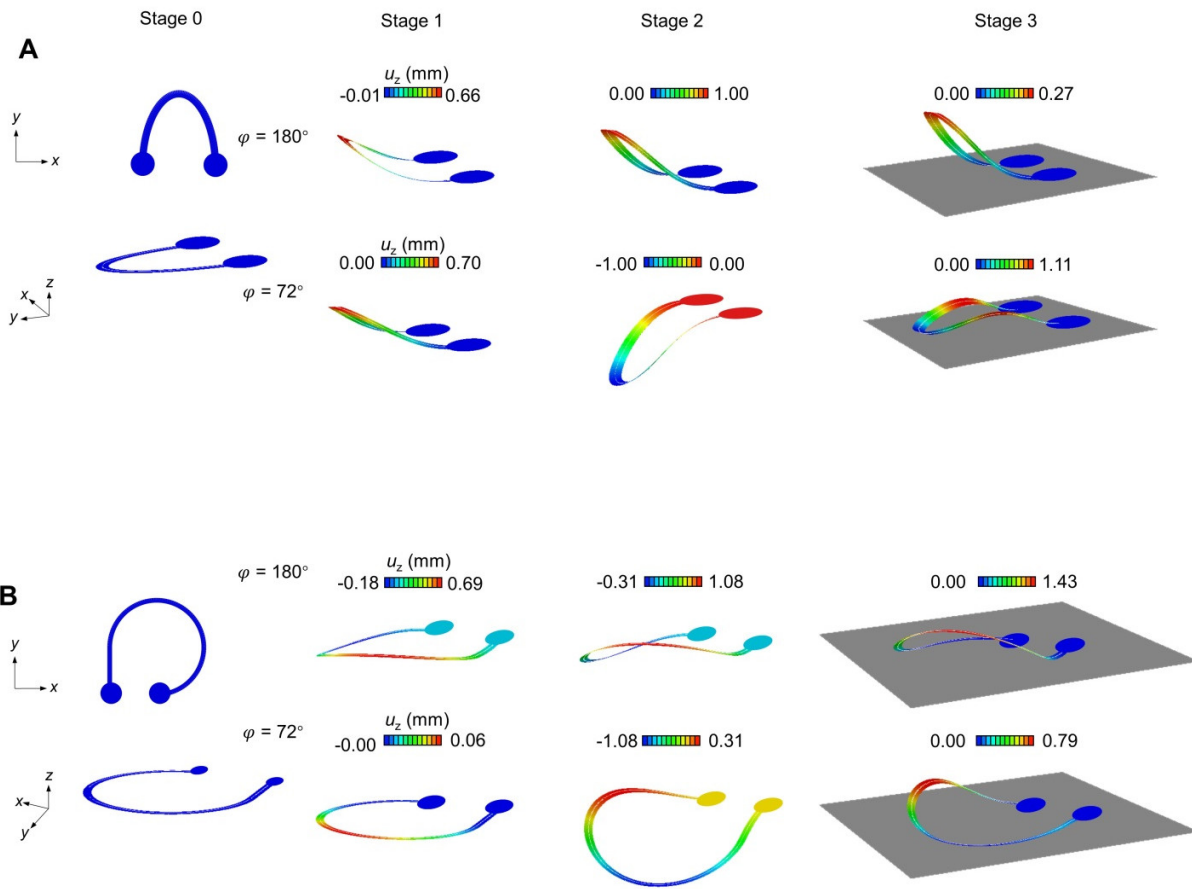 Stage 0 Stage 1 Stage 2 Stage 3
A
u_z (mm)
-0.01 0.66 0.00 1.00 0.00 0.27
y
x
φ = 180°
u_z (mm)
0.00 0.70 -1.00 0.00 0.00 1.11
x z
y
φ = 72°
B
φ = 180°
u_z (mm)
-0.18 0.69 -0.31 1.08 0.00 1.43
y
x
φ = 72°
u_z (mm)
-0.00 0.06 -1.08 0.31 0.00 0.79
z
x
y